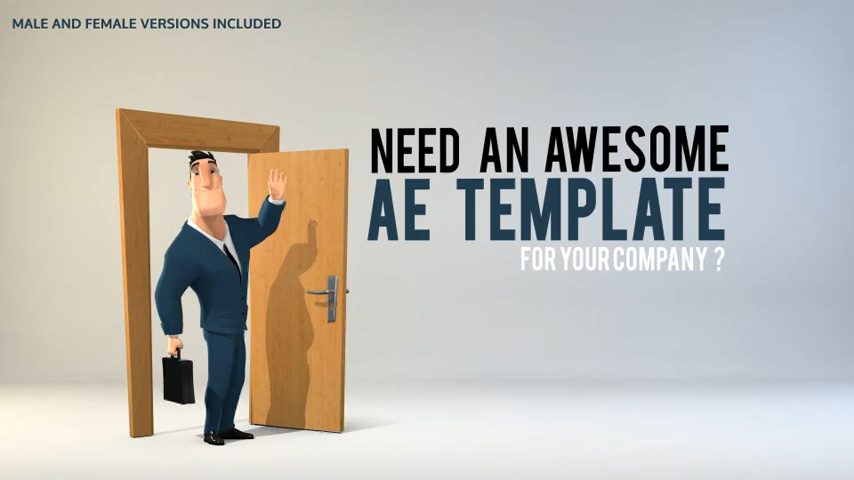 MALE AND FEMALE VERSIONS INCLUDED
NEED AN AWESOME
AE TEMPLATE
FOR YOUR COMPANY ?